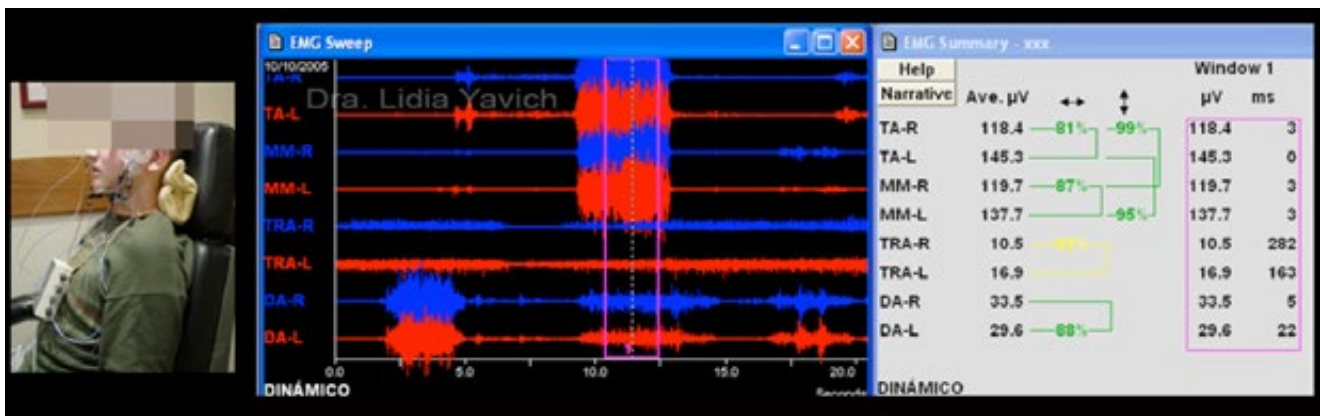 EMG Sweep
10/10/2005
TA-R
Dra. Lidia Yavich
TA-L
MM-R
MM-L
TRA-R
TRA-L
DA-R
DA-L
0.0 5.0 10.0 15.0 20.0
DINÁMICO Seconds
EMG Summary - xxx
Help Window 1
Narrative Ave. µV µV ms
TA-R 118.4 81% 99% 118.4 3
TA-L 145.3 145.3 0
MM-R 119.7 87% 119.7 3
MM-L 137.7 95% 137.7 3
TRA-R 10.5 10.5 282
TRA-L 16.9 16.9 163
DA-R 33.5 33.5 5
DA-L 29.6 88% 29.6 22
DINÁMICO